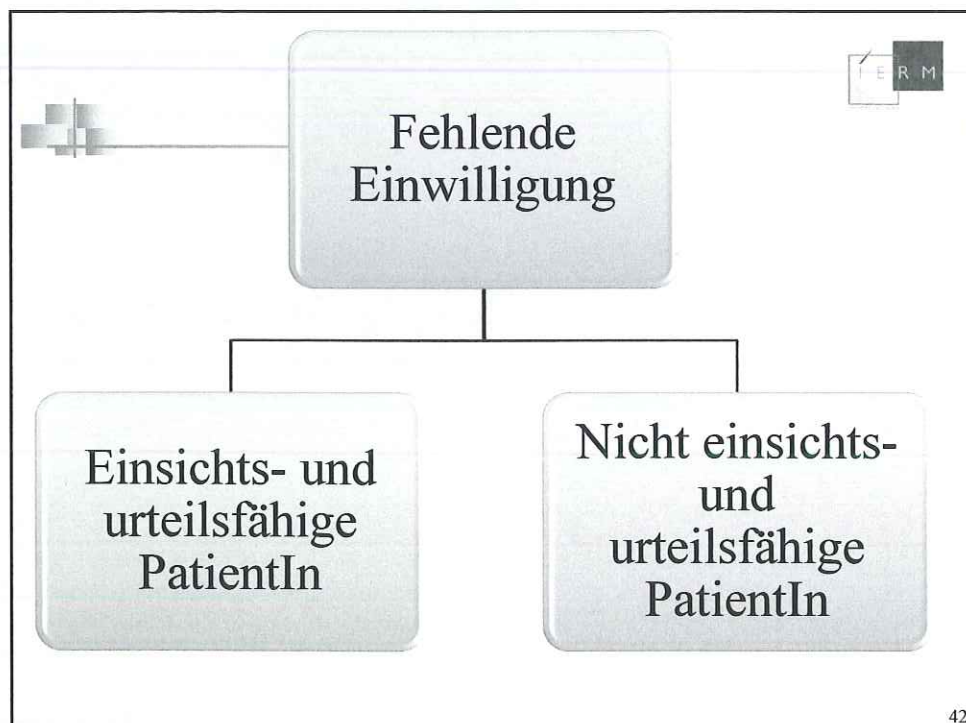 IERM
Fehlende
Einwilligung
Einsichts- und
urteilsfähige
PatientIn
Nicht einsichts-
und
urteilsfähige
PatientIn
42